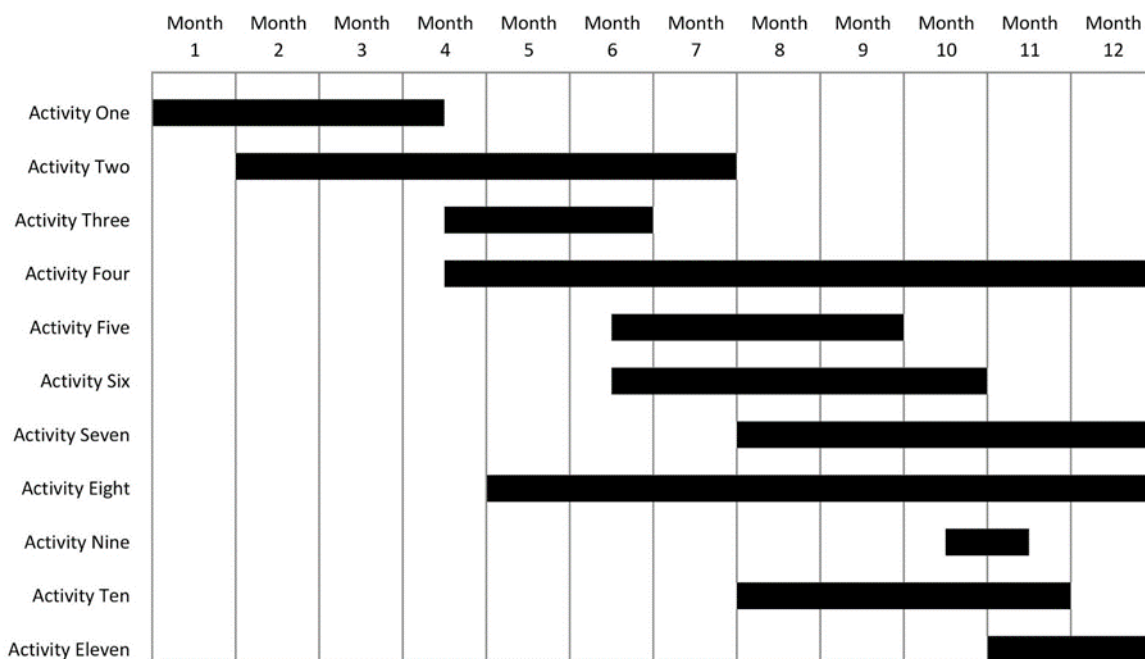 Month Month Month Month Month Month Month Month Month Month Month Month
1 2 3 4 5 6 7 8 9 10 11 12
Activity One
Activity Two
Activity Three
Activity Four
Activity Five
Activity Six
Activity Seven
Activity Eight
Activity Nine
Activity Ten
Activity Eleven